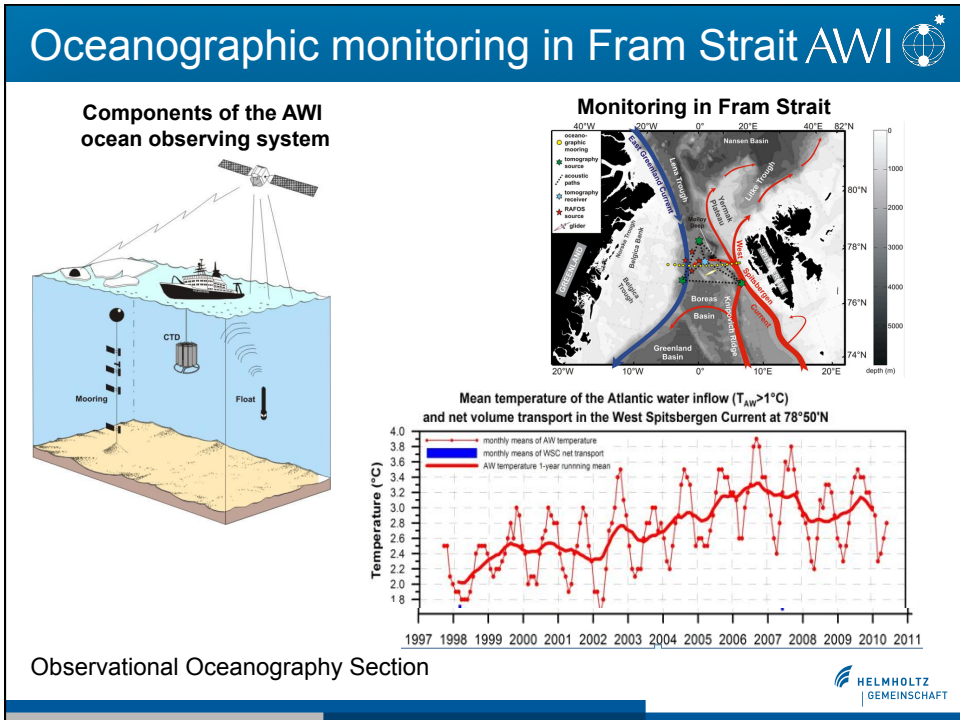 Oceanographic monitoring in Fram Strait
AWI
Components of the AWI
ocean observing system
CTD
Mooring
Float
Monitoring in Fram Strait
40°W
20°W
0°
20°E
40°E
82°N
oceano-
graphic
mooring
tomography
source
acoustic
paths
tomography
receiver
RAFOS
source
glider
East Greenland Current
Lena Trough
Nansen Basin
Litke Trough
Yermak
Plateau
Molloy
Deep
Norske Trough
Belgica Bank
Belgica
Trough
GREENLAND
West
Spitsbergen
Current
Boreas
Basin
Knipovich Ridge
Greenland
Basin
80°N
78°N
76°N
74°N
20°W
10°W
0°
10°E
20°E
0
-1000
-2000
-3000
-4000
-5000
depth (m)
Mean temperature of the Atlantic water inflow (TAW>1°C)
and net volume transport in the West Spitsbergen Current at 78°50'N
monthly means of AW temperature
monthly means of WSC net transport
AW temperature 1-year runnning mean
Temperature (°C)
4.0
3.8
3.6
3.4
3.2
3.0
2.8
2.6
2.4
2.2
2.0
1 8
1997 1998 1999 2000 2001 2002 2003 2004 2005 2006 2007 2008 2009 2010 2011
Observational Oceanography Section
HELMHOLTZ
GEMEINSCHAFT